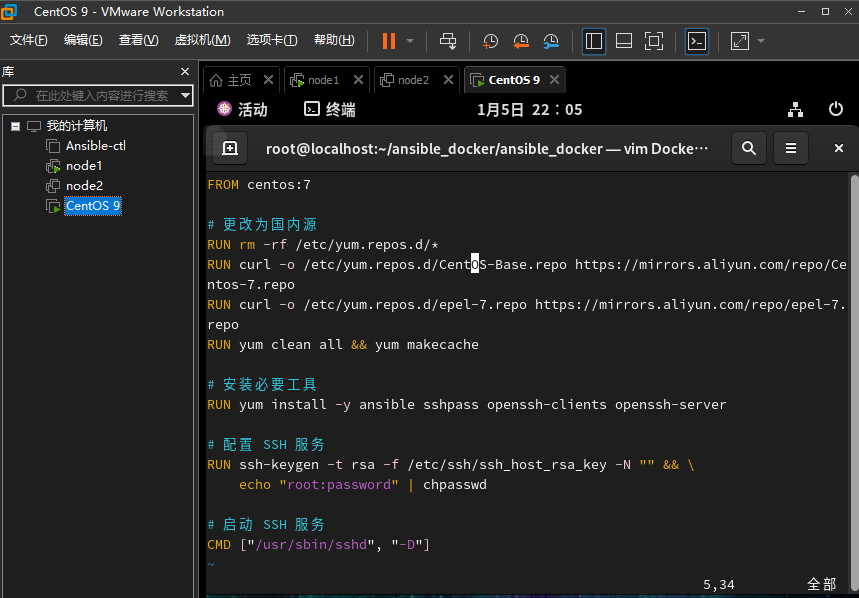 CentOS 9 - VMware Workstation
文件(F) 编辑(E) 查看(V) 虚拟机(M) 选项卡(T) 帮助(H)
库
在此处键入内容进行搜索
我的计算机
Ansible-ctl
node1
node2
CentOS 9
主页 node1 node2 CentOS 9
活动 终端 1月5日 22：05
root@localhost:~/ansible_docker/ansible_docker — vim Docke···
FROM centos:7
# 更改为国内源
RUN rm -rf /etc/yum.repos.d/*
RUN curl -o /etc/yum.repos.d/CentOS-Base.repo https://mirrors.aliyun.com/repo/Ce
ntos-7.repo
RUN curl -o /etc/yum.repos.d/epel-7.repo https://mirrors.aliyun.com/repo/epel-7.
repo
RUN yum clean all && yum makecache
# 安装必要工具
RUN yum install -y ansible sshpass openssh-clients openssh-server
# 配置 SSH 服务
RUN ssh-keygen -t rsa -f /etc/ssh/ssh_host_rsa_key -N "" && \
echo "root:password" | chpasswd
# 启动 SSH 服务
CMD ["/usr/sbin/sshd", "-D"]
~
5,34 全部